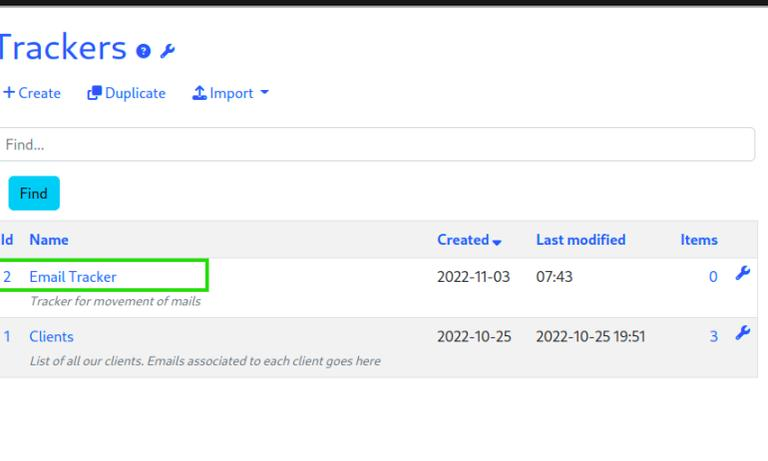 Trackers
Create Duplicate Import
Find...
Find
Id Name Created Last modified Items
2 Email Tracker 2022-11-03 07:43 0
Tracker for movement of mails
1 Clients 2022-10-25 2022-10-25 19:51 3
List of all our clients. Emails associated to each client goes here